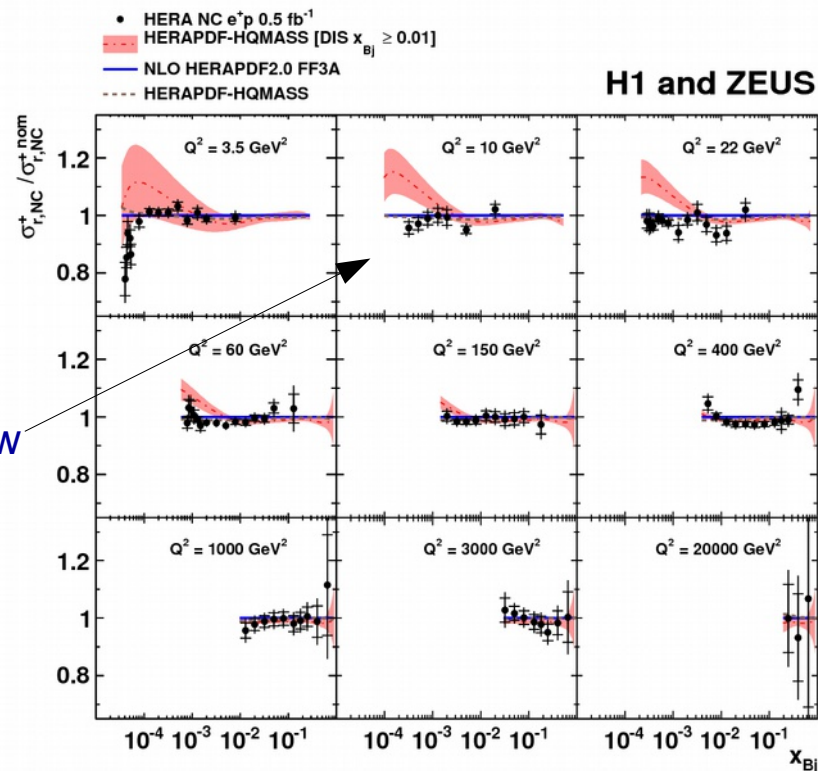 HERA NC e⁺p 0.5 fb⁻¹
HERAPDF-HQMASS [DIS x_Bj ≥ 0.01]
NLO HERAPDF2.0 FF3A
HERAPDF-HQMASS
H1 and ZEUS
σ⁺_r,NC / σ⁺_r,NC^nom
Q² = 3.5 GeV²
Q² = 10 GeV²
Q² = 22 GeV²
1.2
1
0.8
Q² = 60 GeV²
Q² = 150 GeV²
Q² = 400 GeV²
1.2
1
0.8
w
Q² = 1000 GeV²
Q² = 3000 GeV²
Q² = 20000 GeV²
1.2
1
0.8
10⁻⁴ 10⁻³ 10⁻² 10⁻¹ 10⁻⁴ 10⁻³ 10⁻² 10⁻¹ 10⁻⁴ 10⁻³ 10⁻² 10⁻¹
x_Bj